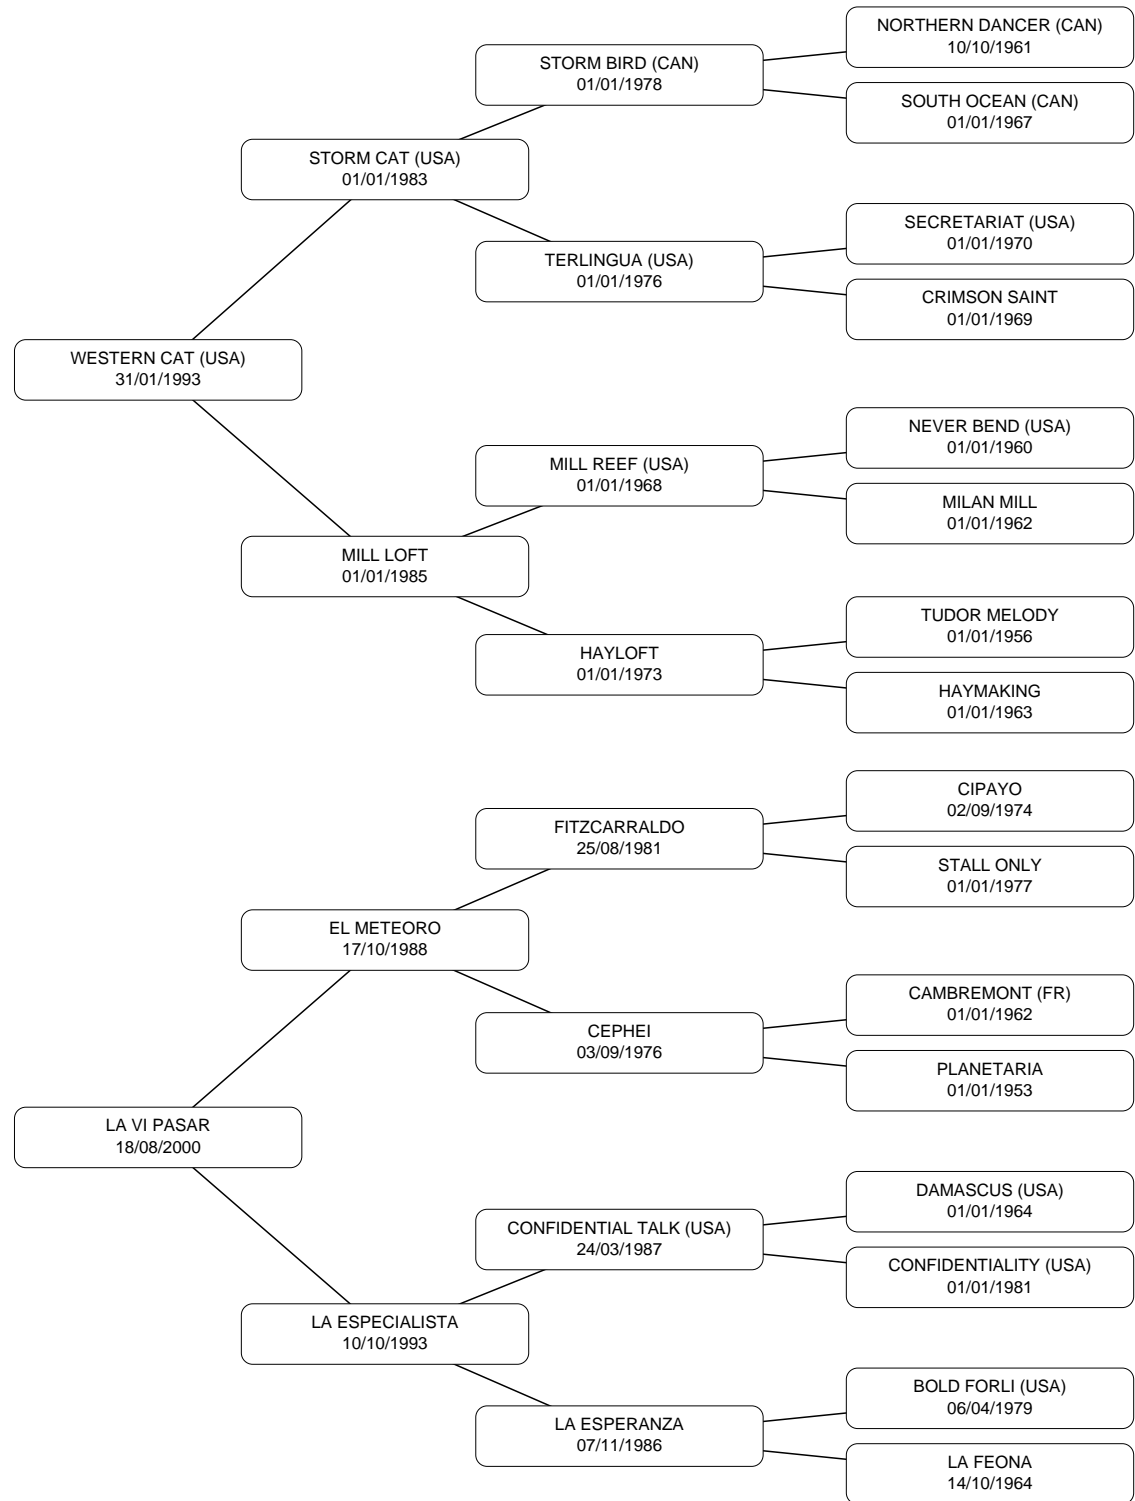 NORTHERN DANCER (CAN)
10/10/1961
STORM BIRD (CAN)
01/01/1978
SOUTH OCEAN (CAN)
01/01/1967
STORM CAT (USA)
01/01/1983
SECRETARIAT (USA)
01/01/1970
TERLINGUA (USA)
01/01/1976
CRIMSON SAINT
01/01/1969
WESTERN CAT (USA)
31/01/1993
NEVER BEND (USA)
01/01/1960
MILL REEF (USA)
01/01/1968
MILAN MILL
01/01/1962
MILL LOFT
01/01/1985
TUDOR MELODY
01/01/1956
HAYLOFT
01/01/1973
HAYMAKING
01/01/1963
CIPAYO
02/09/1974
FITZCARRALDO
25/08/1981
STALL ONLY
01/01/1977
EL METEORO
17/10/1988
CAMBREMONT (FR)
01/01/1962
CEPHEI
03/09/1976
PLANETARIA
01/01/1953
LA VI PASAR
18/08/2000
DAMASCUS (USA)
01/01/1964
CONFIDENTIAL TALK (USA)
24/03/1987
CONFIDENTIALITY (USA)
01/01/1981
LA ESPECIALISTA
10/10/1993
BOLD FORLI (USA)
06/04/1979
LA ESPERANZA
07/11/1986
LA FEONA
14/10/1964